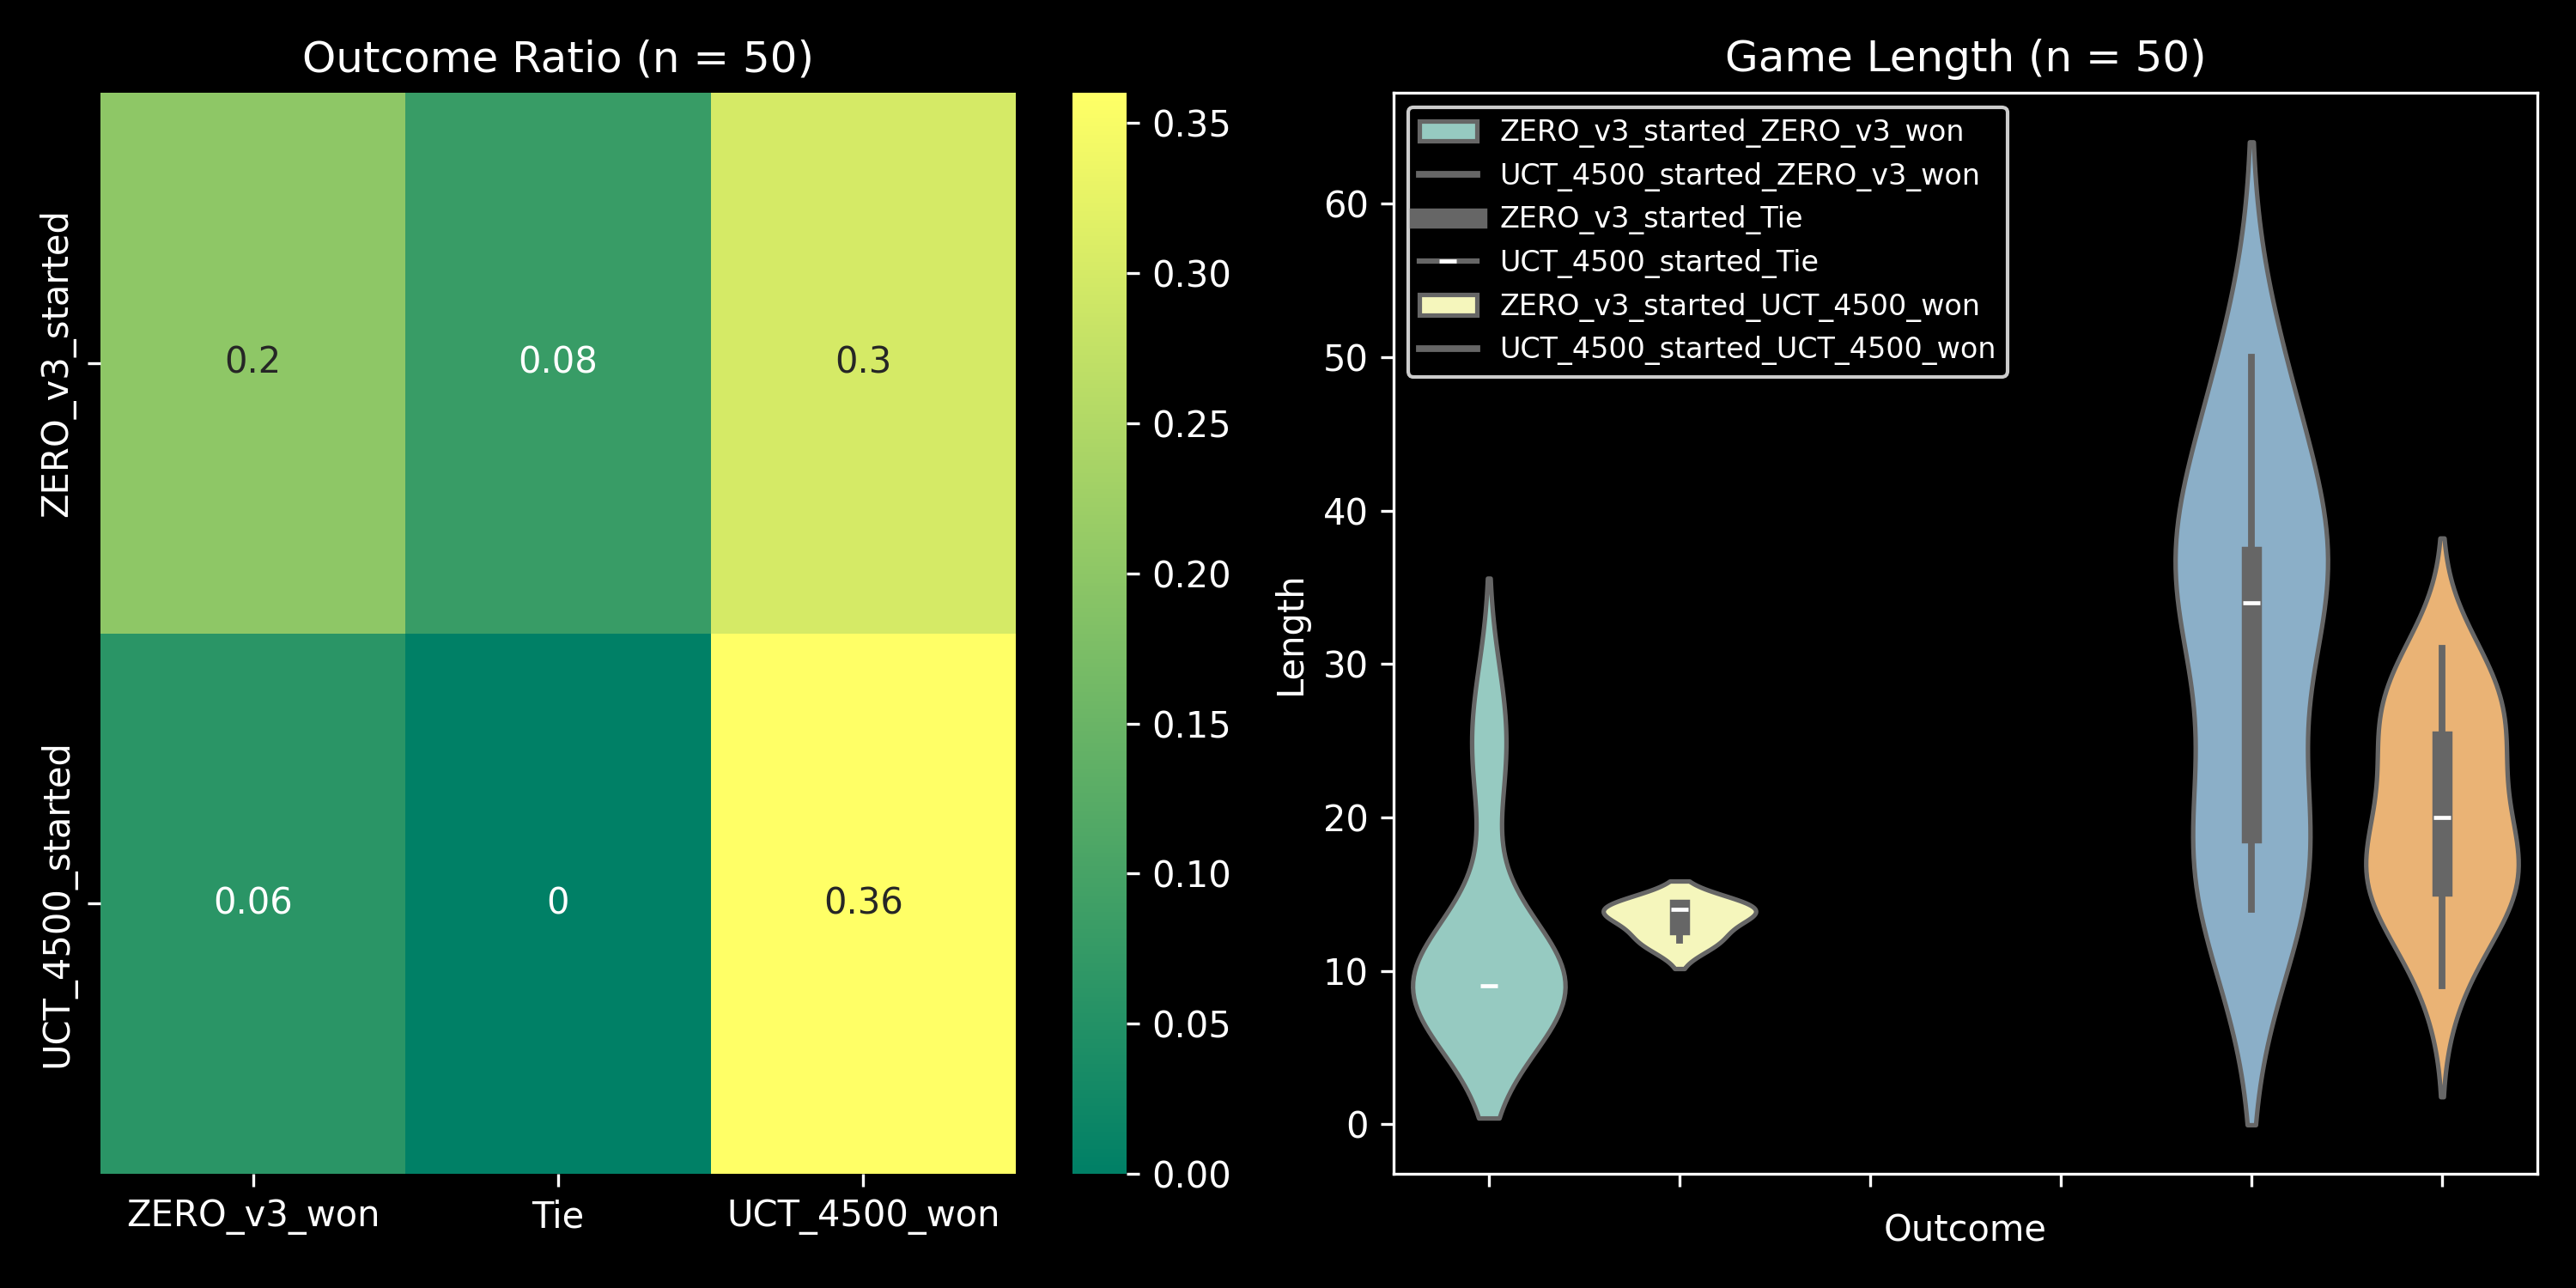 Outcome Ratio (n = 50)
ZERO_v3_started
UCT_4500_started
0.2
0.08
0.3
0.06
0
0.36
ZERO_v3_won
Tie
UCT_4500_won
0.35
0.30
0.25
0.20
0.15
0.10
0.05
0.00
Game Length (n = 50)
ZERO_v3_started_ZERO_v3_won
UCT_4500_started_ZERO_v3_won
ZERO_v3_started_Tie
UCT_4500_started_Tie
ZERO_v3_started_UCT_4500_won
UCT_4500_started_UCT_4500_won
Length
60
50
40
30
20
10
0
Outcome